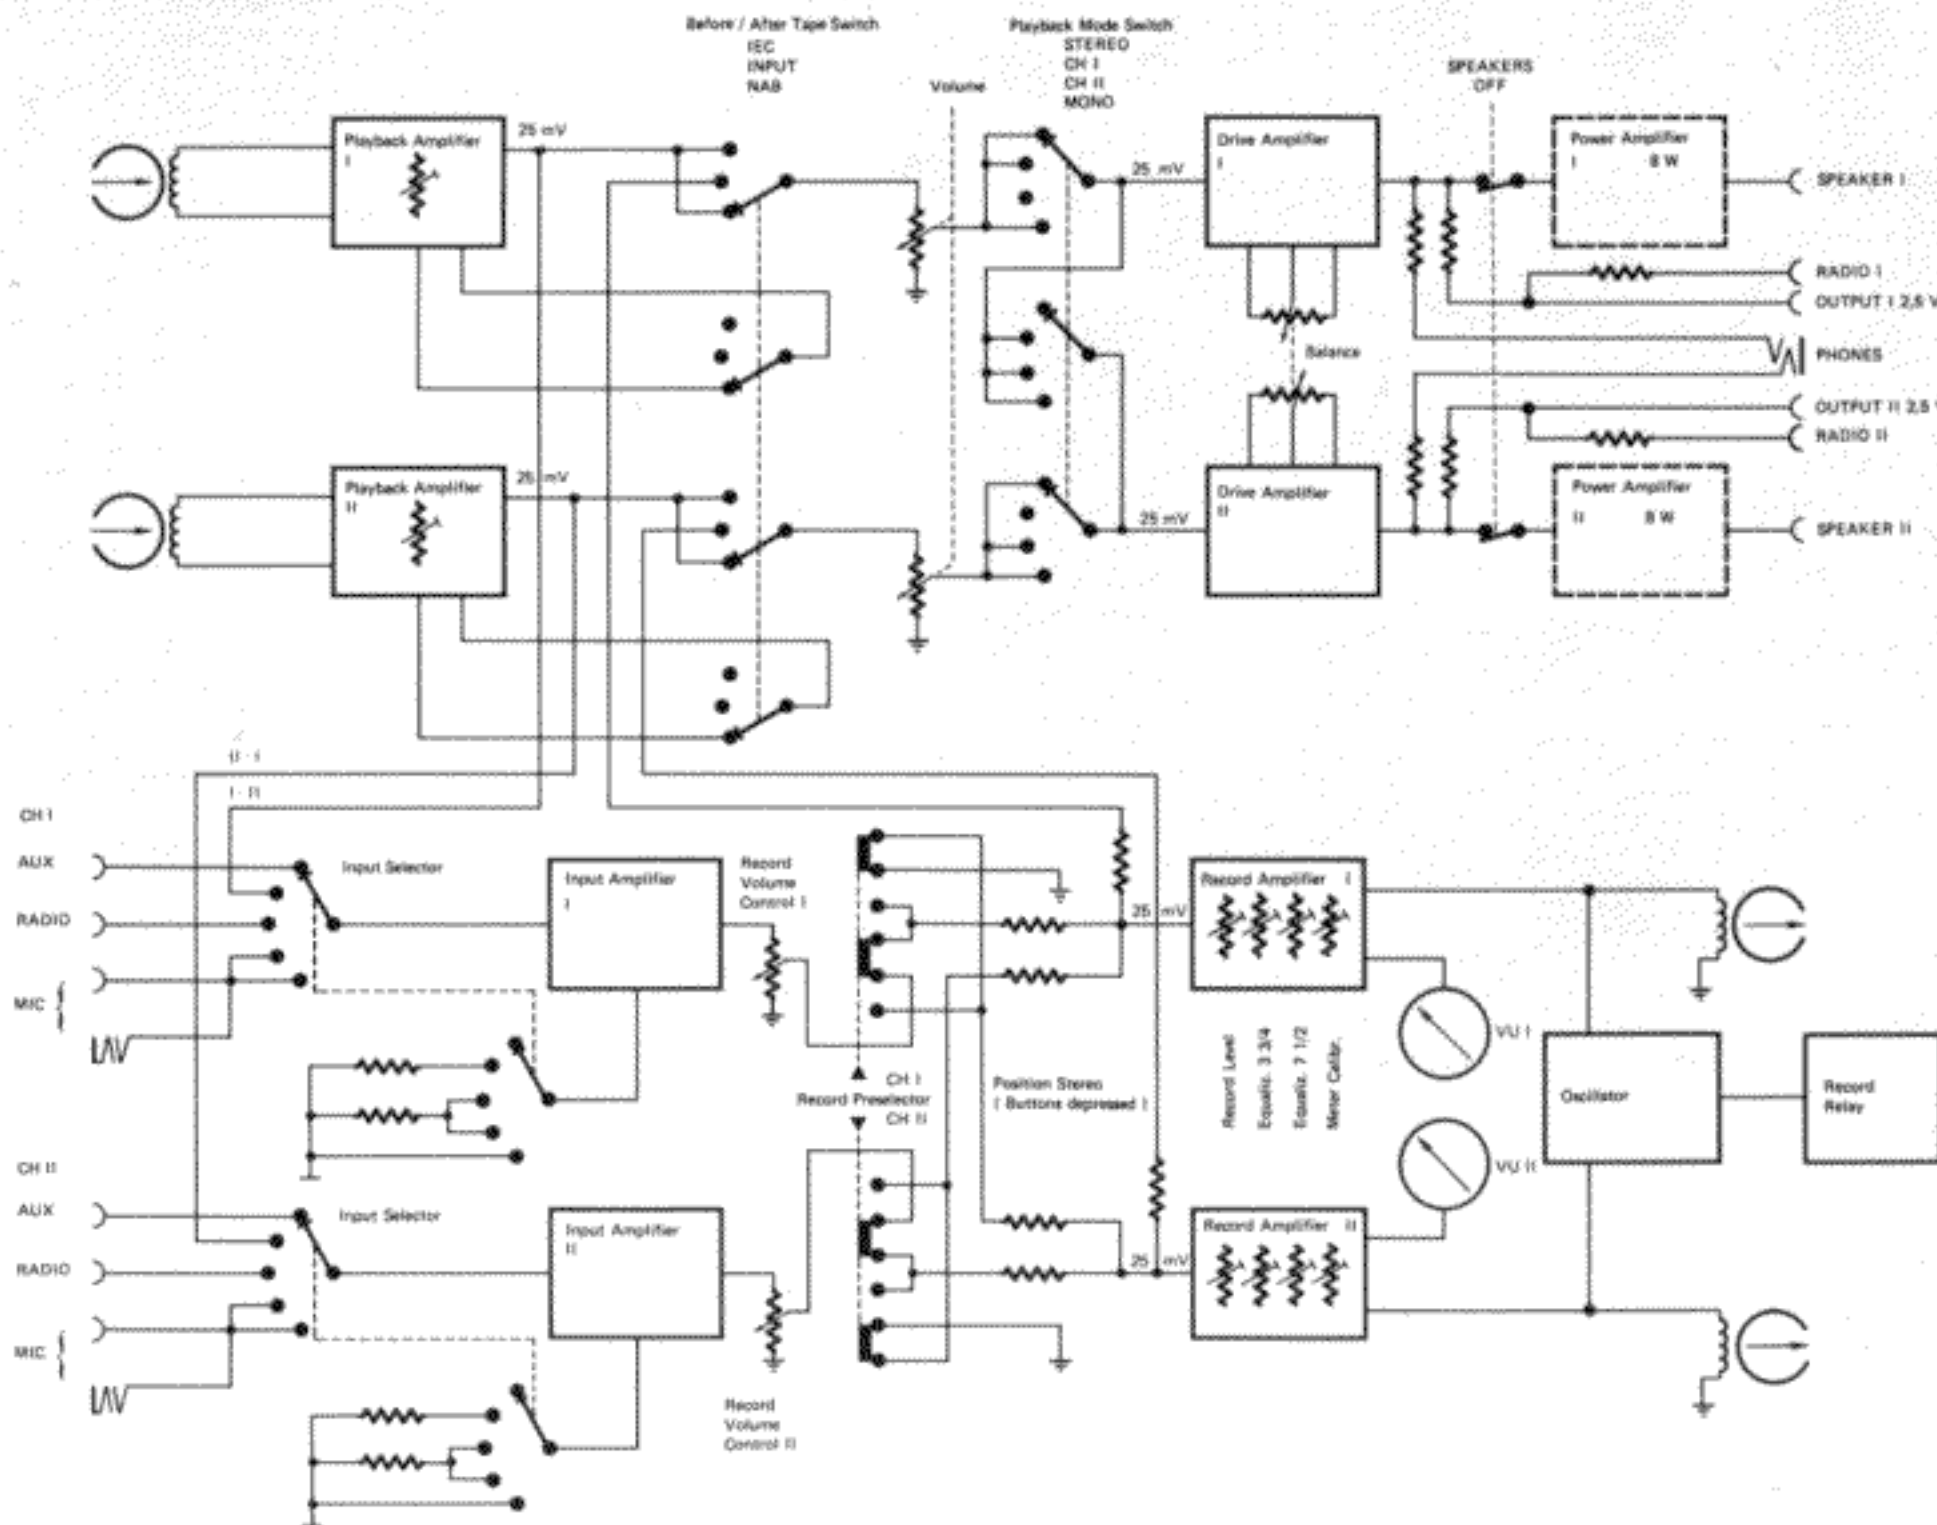 Before / After Tape Switch
IEC
INPUT
NAB
Volume
Playback Mode Switch
STEREO
CH I
CH II
MONO
SPEAKERS
OFF
Playback Amplifier
I
25 mV
25 mV
Drive Amplifier
I
Power Amplifier
I 8 W
SPEAKER I
RADIO I
OUTPUT I 2,5 V
Balance
PHONES
OUTPUT II 2,5 V
RADIO II
Playback Amplifier
II
25 mV
25 mV
Drive Amplifier
II
Power Amplifier
II 8 W
SPEAKER II
II - I
I - II
CH I
AUX
RADIO
MIC
Input Selector
Input Amplifier
I
Record
Volume
Control I
25 mV
Record Amplifier I
Record Level
Equaliz. 3 3/4
Equaliz. 7 1/2
Meter Calibr.
VU I
CH I
Record Preselector
CH II
Position Stereo
( Buttons depressed )
Oscillator
Record
Relay
VU II
CH II
AUX
RADIO
MIC
Input Selector
Input Amplifier
II
Record
Volume
Control II
25 mV
Record Amplifier II